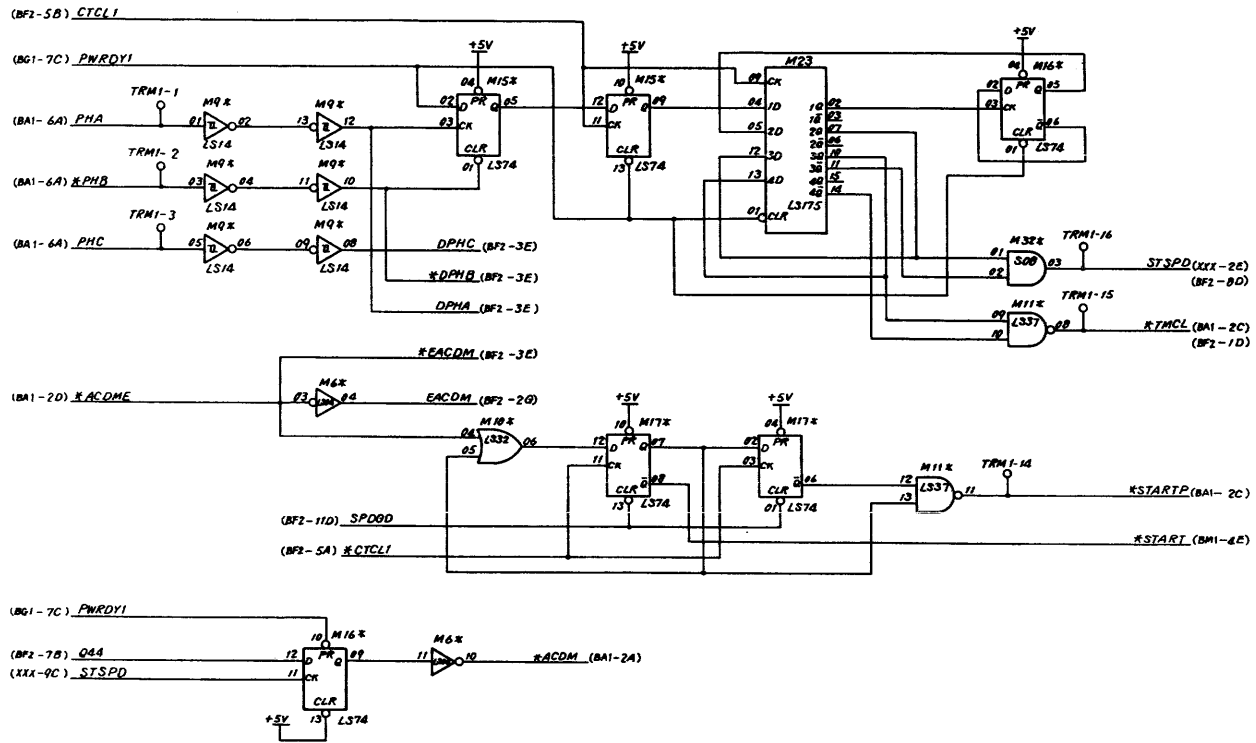 (BF2-5B) CTCL1
(BG1-7C) PWRDY1
+5V
+5V
+5V
M23
M16*
04
M15*
10
M15*
04
PR
D
Q
CK
CLR
02
03
05
06
01
LS74
TRM1-1
M9*
M9*
(BA1-6A) PHA
01
02
13
12
LS14
LS14
02
03
D
PR
Q
CK
CLR
05
01
LS74
12
11
D
PR
Q
CK
CLR
09
13
LS74
09
CK
04
1D
05
2D
12
3D
13
4D
01
CLR
1Q
02
1Q
03
2Q
07
2Q
06
3Q
10
3Q
11
4Q
15
4Q
14
LS175
TRM1-2
(BA1-6A) *PHB
03
04
11
10
LS14
LS14
TRM1-3
M9*
(BA1-6A) PHC
05
06
09
08
LS14
LS14
DPHC (BF2-3E)
*DPHB (BF2-3E)
DPHA (BF2-3E)
M32*
TRM1-16
01
02
S08
03
STSPD (XXX-2E)
(BF2-8D)
M11*
TRM1-15
09
10
LS37
08
*TMCL (BA1-2C)
(BF2-1D)
*EACDM (BF2-3E)
(BA1-2D) *ACDME
M6*
03
04
EACDM (BF2-2G)
M18*
04
05
LS32
06
+5V
10
M17*
12
D
PR
Q
07
11
CK
Q
08
CLR
13
LS74
+5V
04
M17*
02
D
PR
03
CK
Q
06
CLR
01
LS74
M11*
12
13
LS37
11
TRM1-14
*STARTP (BA1-2C)
(BF2-11D) SPDGD
(BF2-5A) *CTCL1
*START (BM1-4E)
(BG1-7C) PWRDY1
10
M16*
(BF2-7B) Q44
12
D
PR
Q
09
(XXX-9C) STSPD
11
CK
CLR
13
LS74
+5V
M6*
11
10
*ACDM (BA1-2A)